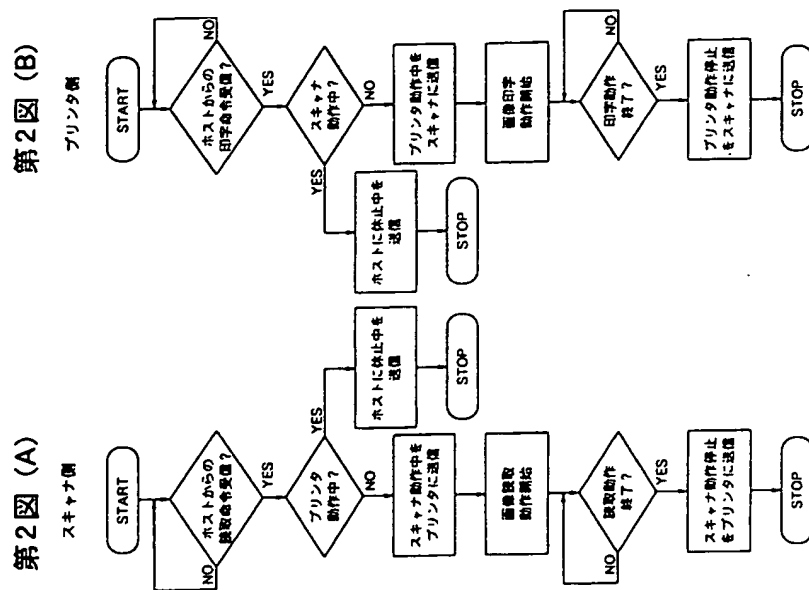 第2図 (A)
スキャナ側
START
ホストからの
読取命令受信?
NO
YES
プリンタ
動作中?
YES
ホストに休止中を
送信
STOP
NO
スキャナ動作中を
プリンタに送信
画像読取
動作開始
読取動作
終了?
NO
YES
スキャナ動作停止
をプリンタに送信
STOP
第2図 (B)
プリンタ側
START
ホストからの
印字命令受信?
NO
YES
スキャナ
動作中?
YES
ホストに休止中を
送信
STOP
NO
プリンタ動作中を
スキャナに送信
画像印字
動作開始
印字動作
終了?
NO
YES
プリンタ動作停止
をスキャナに送信
STOP